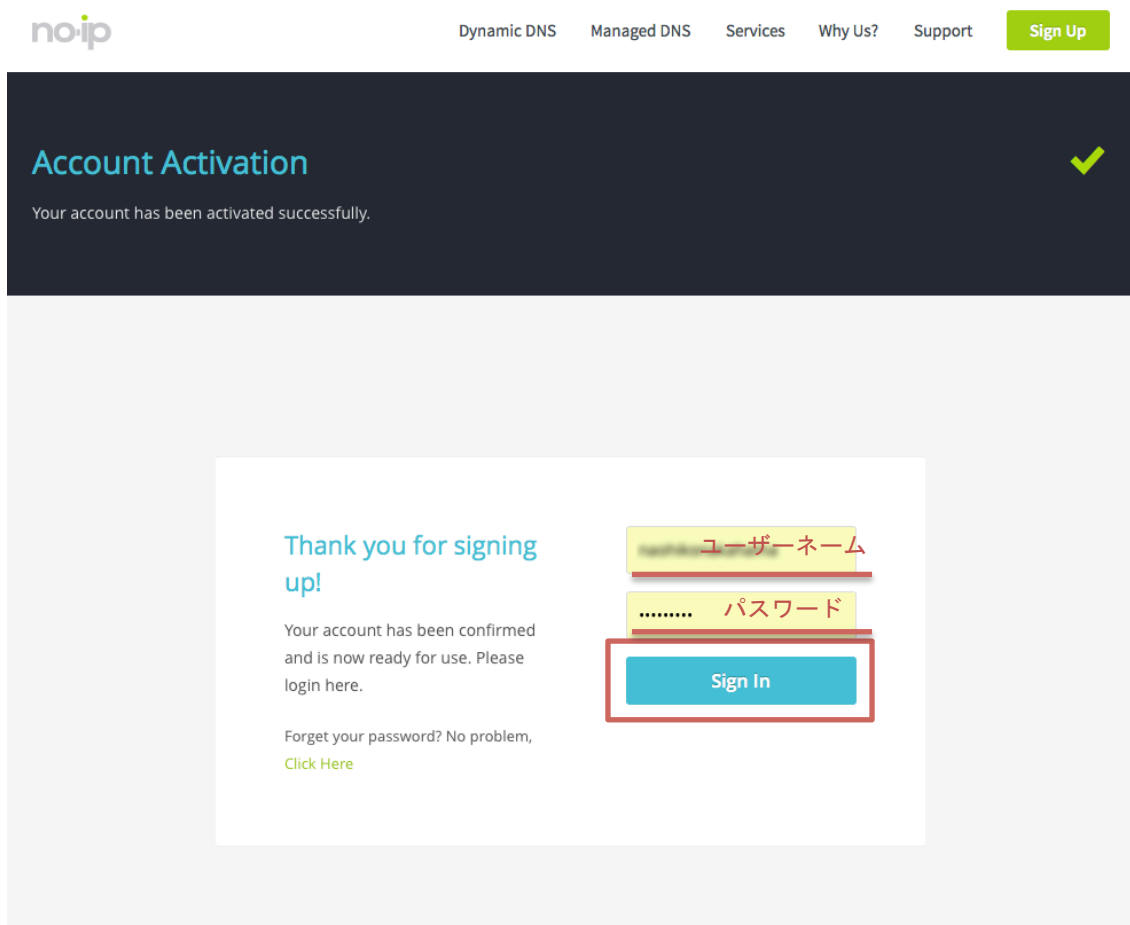 no·ip
Dynamic DNS Managed DNS Services Why Us? Support Sign Up
Account Activation
Your account has been activated successfully.
Thank you for signing
up!
Your account has been confirmed
and is now ready for use. Please
login here.
Forget your password? No problem,
Click Here
ユーザーネーム
......... パスワード
Sign In